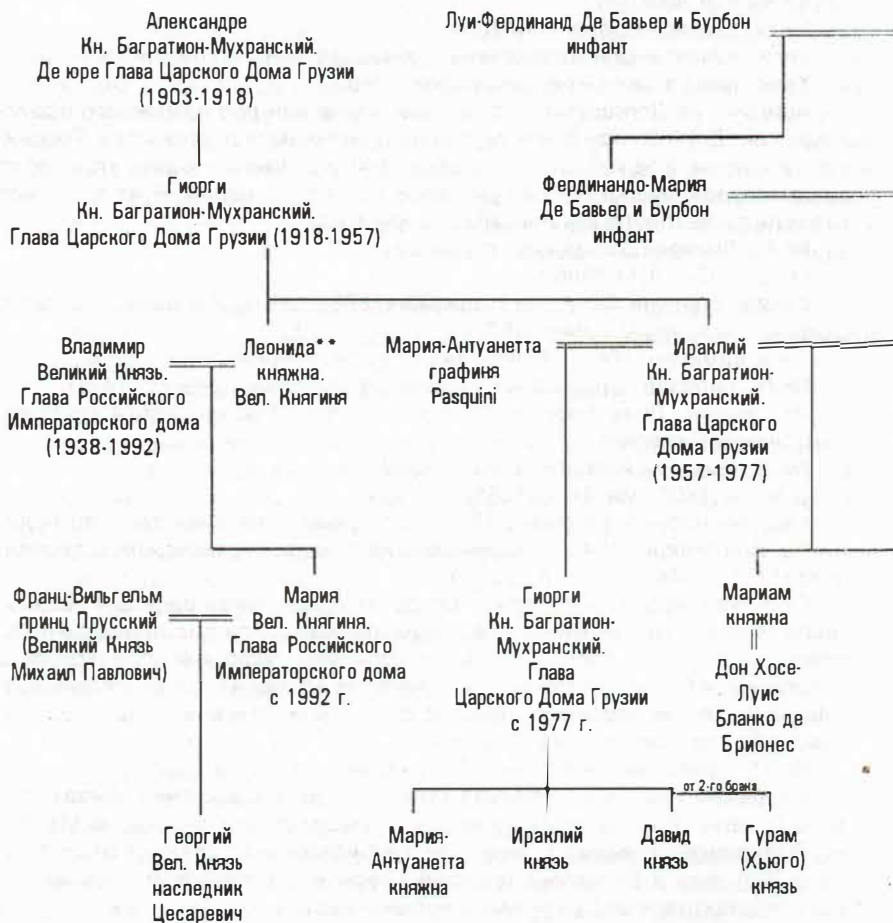 Александре
Кн. Багратион-Мухранский.
Де юре Глава Царского Дома Грузии
(1903-1918)
Луи-Фердинанд Де Бавьер и Бурбон
инфант
Гиорги
Кн. Багратион-Мухранский.
Глава Царского Дома Грузии (1918-1957)
Фердинандо-Мария
Де Бавьер и Бурбон
инфант
Владимир
Великий Князь.
Глава Российского
Императорского дома
(1938-1992)
Леонида**
княжна.
Вел. Княгиня
Мария-Антуанетта
графиня
Pasquini
Ираклий
Кн. Багратион-
Мухранский.
Глава Царского
Дома Грузии
(1957-1977)
Франц-Вильгельм
принц Прусский
(Великий Князь
Михаил Павлович)
Мария
Вел. Княгиня.
Глава Российского
Императорского дома
с 1992 г.
Гиорги
Кн. Багратион-
Мухранский.
Глава
Царского Дома Грузии
с 1977 г.
Мариам
княжна
Дон Хосе-
Луис
Бланко де
Брионес
от 2-го брака
Георгий
Вел. Князь
наследник
Цесаревич
Мария-
Антуанетта
княжна
Ираклий
князь
Давид
князь
Гурам
(Хьюго)
князь